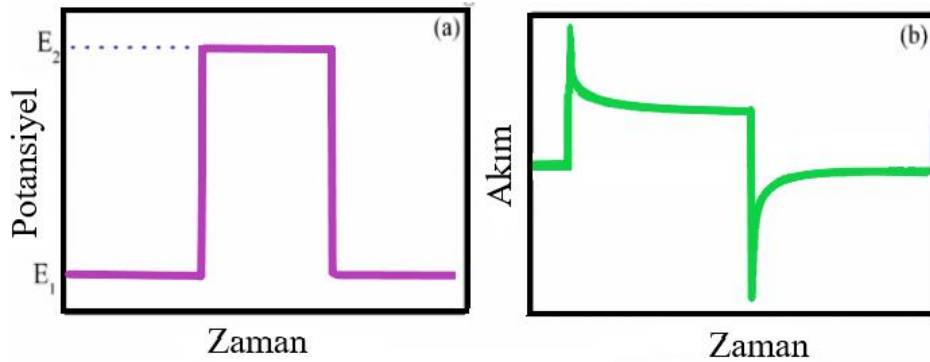 (a)
E₂
Potansiyel
E₁
Zaman
(b)
Akım
Zaman